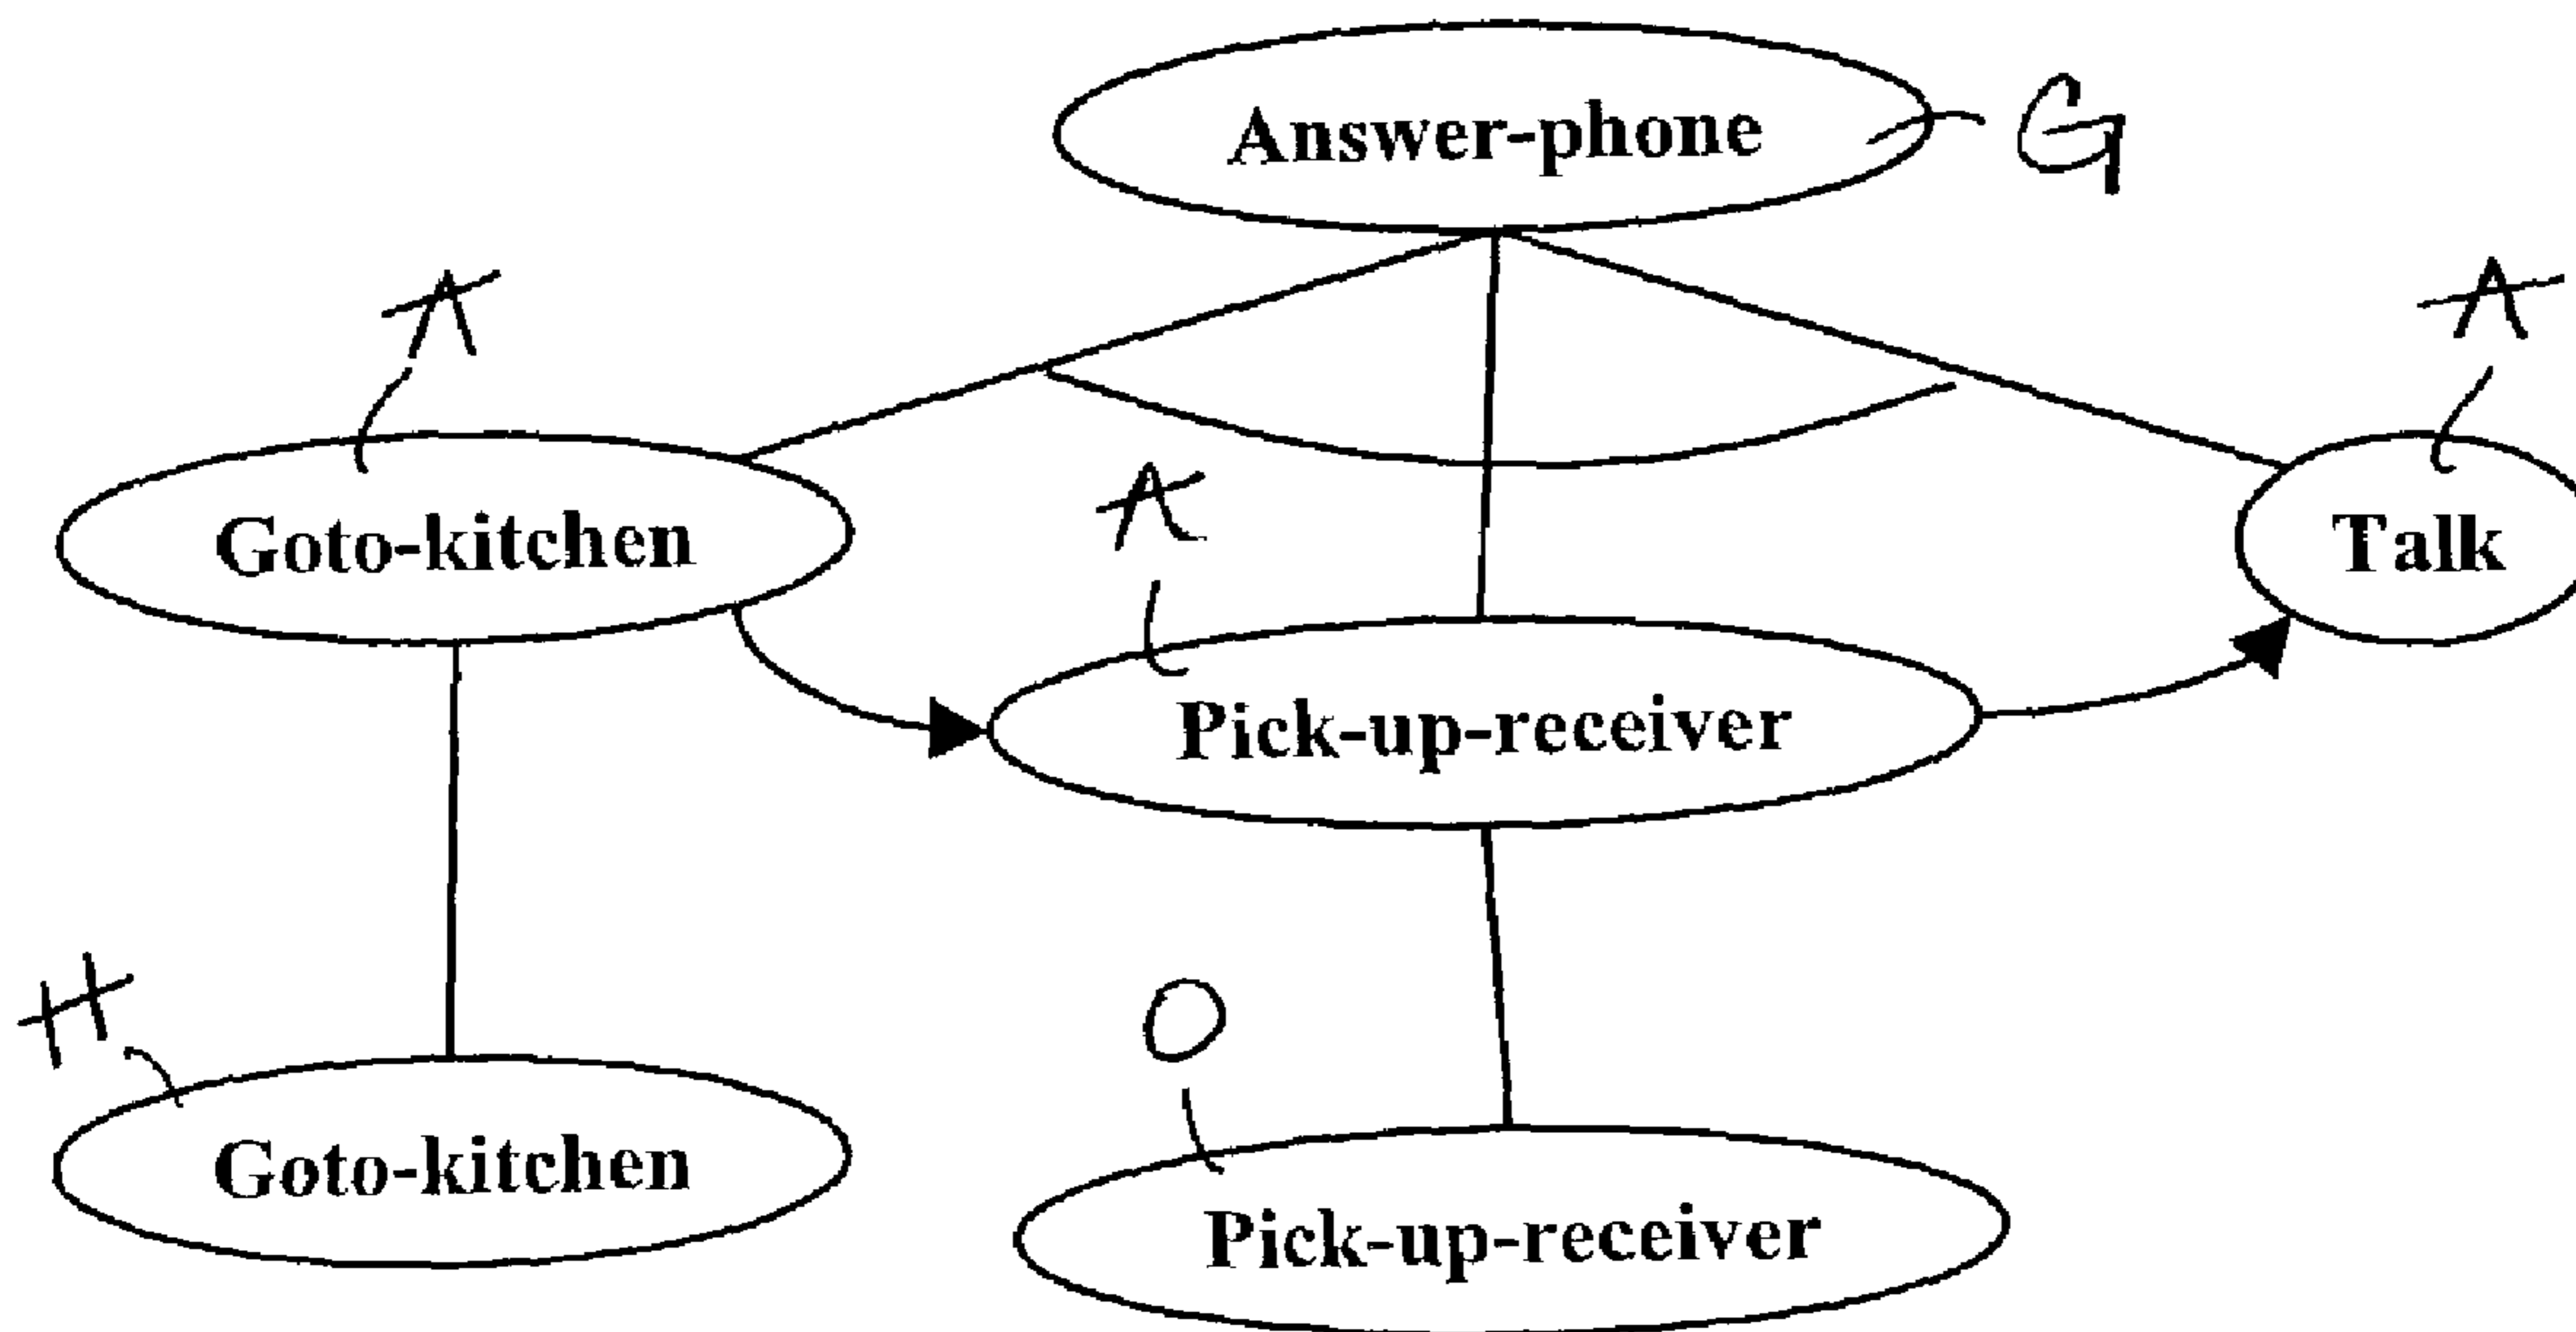 Answer-phone
G
A
A
Goto-kitchen
A
Talk
Pick-up-receiver
H
O
Goto-kitchen
Pick-up-receiver